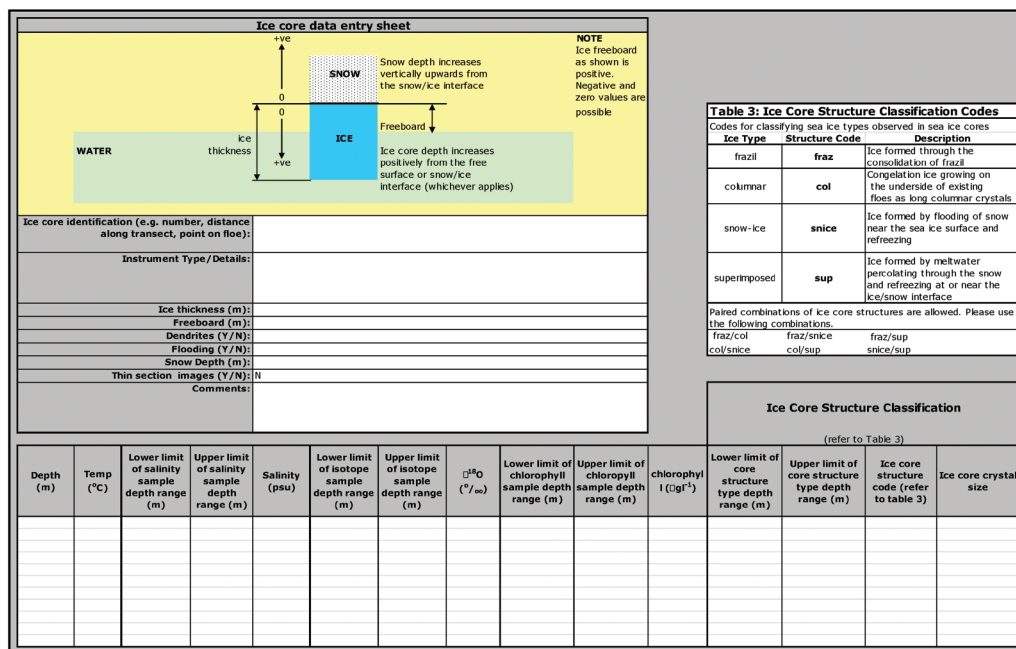 Ice core data entry sheet
+ve
0
0
+ve
ice
thickness
SNOW
ICE
WATER
Snow depth increases
vertically upwards from
the snow/ice interface
Freeboard
Ice core depth increases
positively from the free
surface or snow/ice
interface (whichever applies)
NOTE
Ice freeboard
as shown is
positive.
Negative and
zero values are
possible
Ice core identification (e.g. number, distance
along transect, point on floe):
Instrument Type/Details:
Ice thickness (m):
Freeboard (m):
Dendrites (Y/N):
Flooding (Y/N):
Snow Depth (m):
Thin section images (Y/N): N
Comments:
Table 3: Ice Core Structure Classification Codes
Codes for classifying sea ice types observed in sea ice cores
Ice Type Structure Code Description
frazil fraz Ice formed through the
consolidation of frazil
columnar col Congelation ice growing on
the underside of existing
floes as long columnar crystals
snow-ice snice Ice formed by flooding of snow
near the sea ice surface and
refreezing
superimposed sup Ice formed by meltwater
percolating through the snow
and refreezing at or near the
ice/snow interface
Paired combinations of ice core structures are allowed. Please use
the following combinations.
fraz/col fraz/snice fraz/sup
col/snice col/sup snice/sup
Ice Core Structure Classification
(refer to Table 3)
Depth
(m)
Temp
(°C)
Lower limit
of salinity
sample
depth range
(m)
Upper limit
of salinity
sample
depth
range (m)
Salinity
(psu)
Lower limit
of isotope
sample
depth range
(m)
Upper limit
of isotope
sample
depth range
(m)
□¹⁸O
(°/∞)
Lower limit of
chlorophyll
sample depth
range (m)
Upper limit of
chloropyll
sample depth
range (m)
chlorophyl
l (□gl⁻¹)
Lower limit of
core
structure
type depth
range (m)
Upper limit of
core structure
type depth
range (m)
Ice core
structure
code (refer
to table 3)
Ice core crystal
size